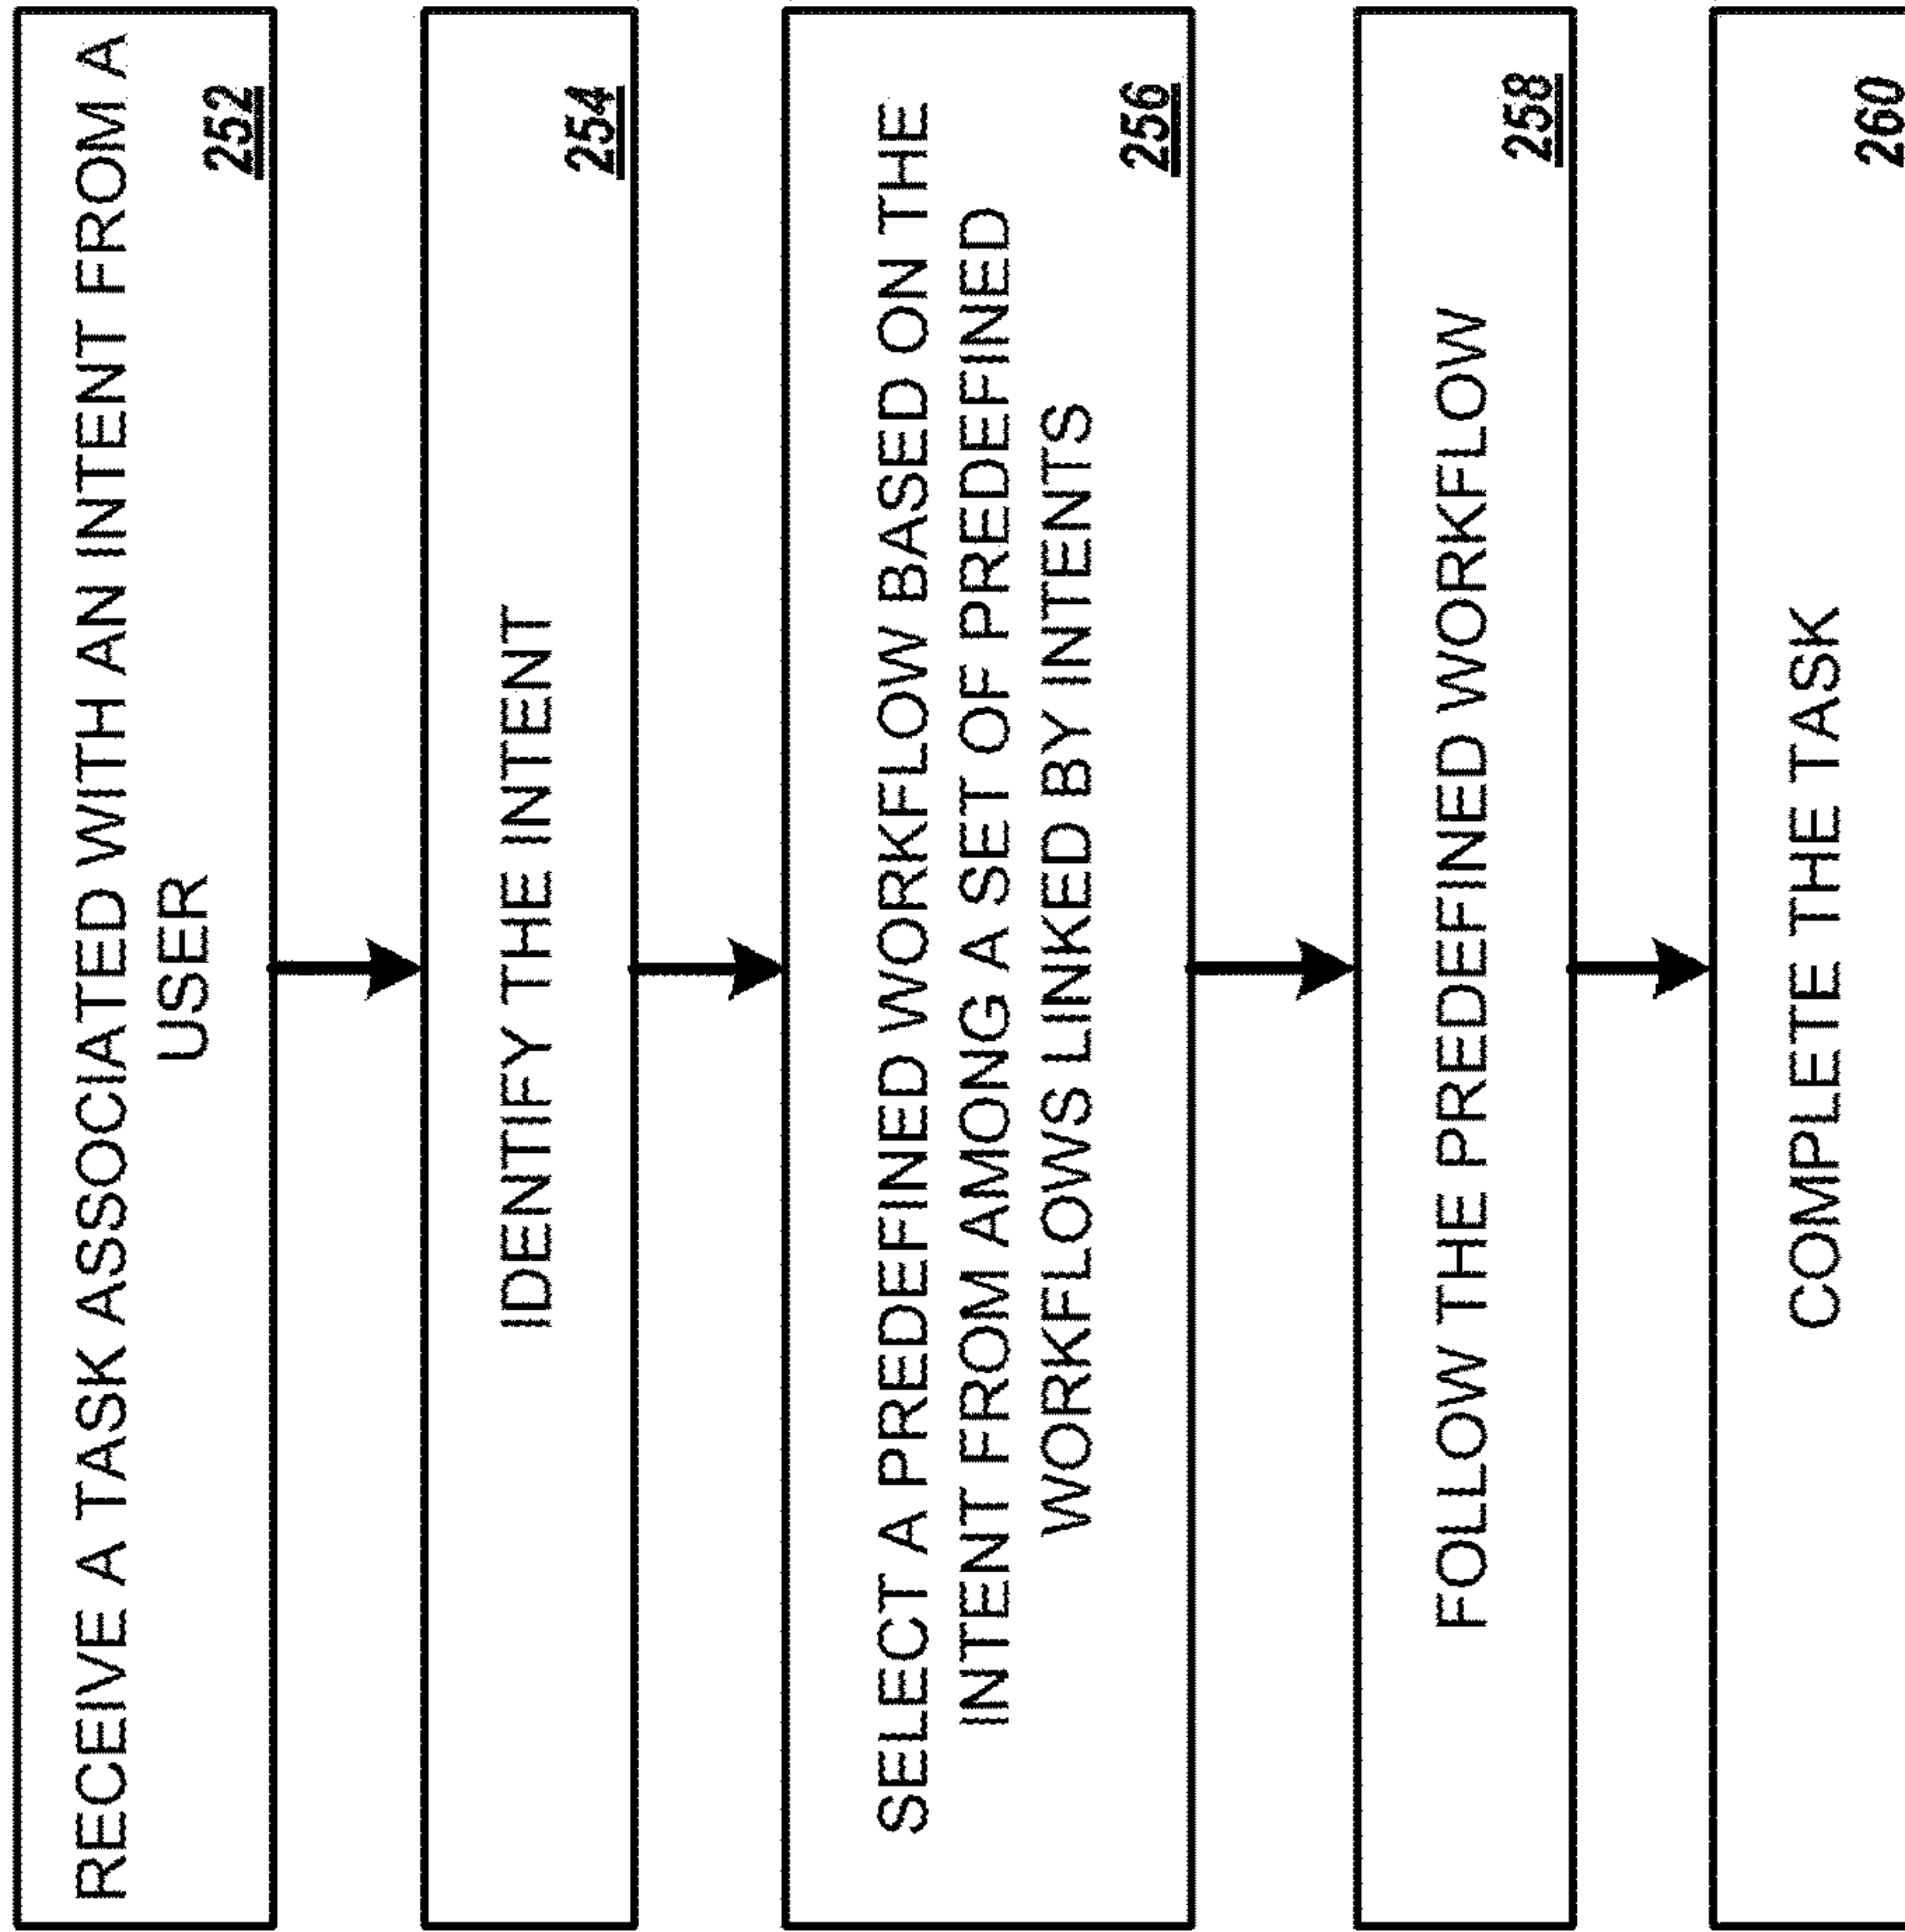 RECEIVE A TASK ASSOCIATED WITH AN INTENT FROM A
USER
252
IDENTIFY THE INTENT
254
SELECT A PREDEFINED WORKFLOW BASED ON THE
INTENT FROM AMONG A SET OF PREDEFINED
WORKFLOWS LINKED BY INTENTS
256
FOLLOW THE PREDEFINED WORKFLOW
258
COMPLETE THE TASK
260